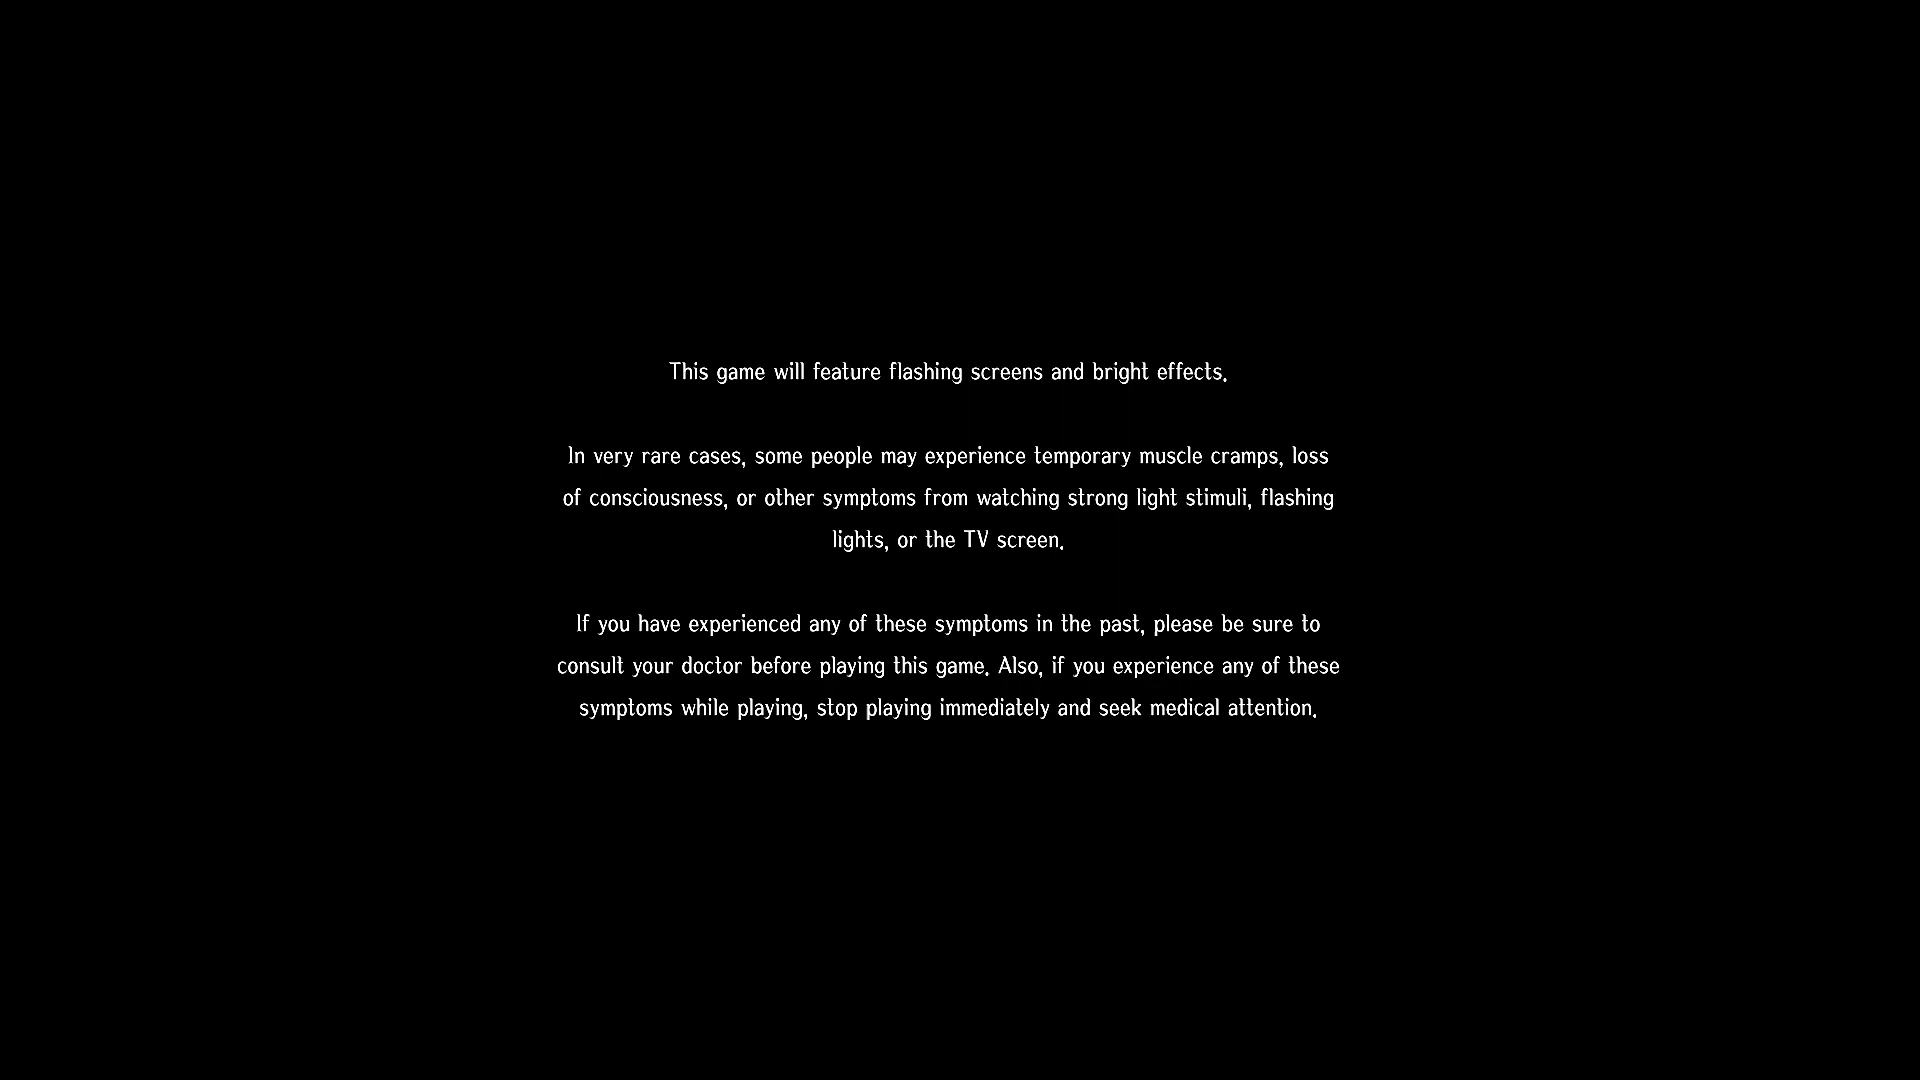 This game will feature flashing screens and bright effects.
In very rare cases, some people may experience temporary muscle cramps, loss
of consciousness, or other symptoms from watching strong light stimuli, flashing
lights, or the TV screen.
If you have experienced any of these symptoms in the past, please be sure to
consult your doctor before playing this game. Also, if you experience any of these
symptoms while playing, stop playing immediately and seek medical attention.